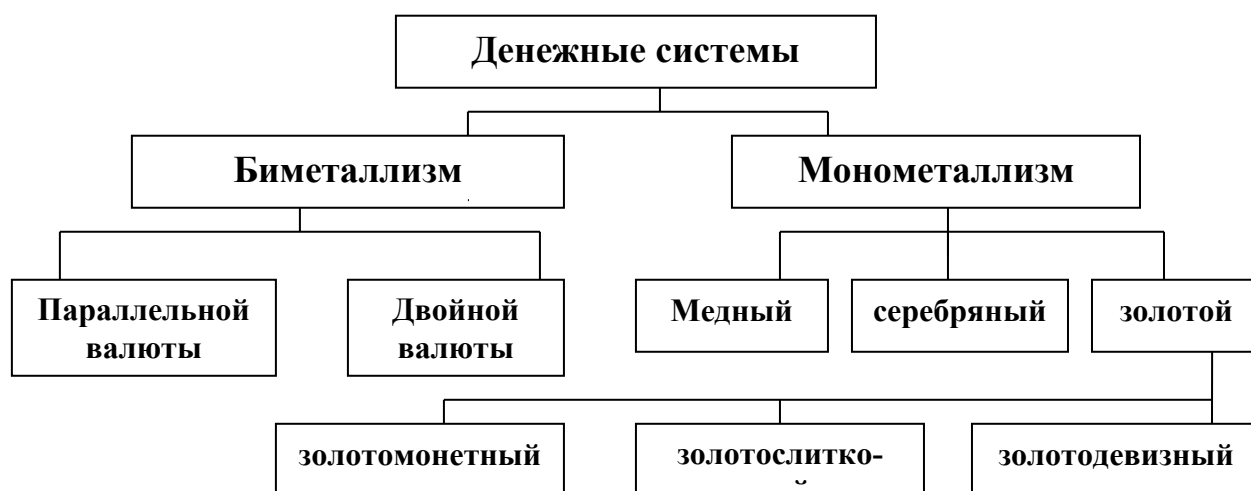 Денежные системы
Биметаллизм
Монометаллизм
Параллельной
валюты
Двойной
валюты
Медный
серебряный
золотой
золотомонетный
золотослитко-
золотодевизный